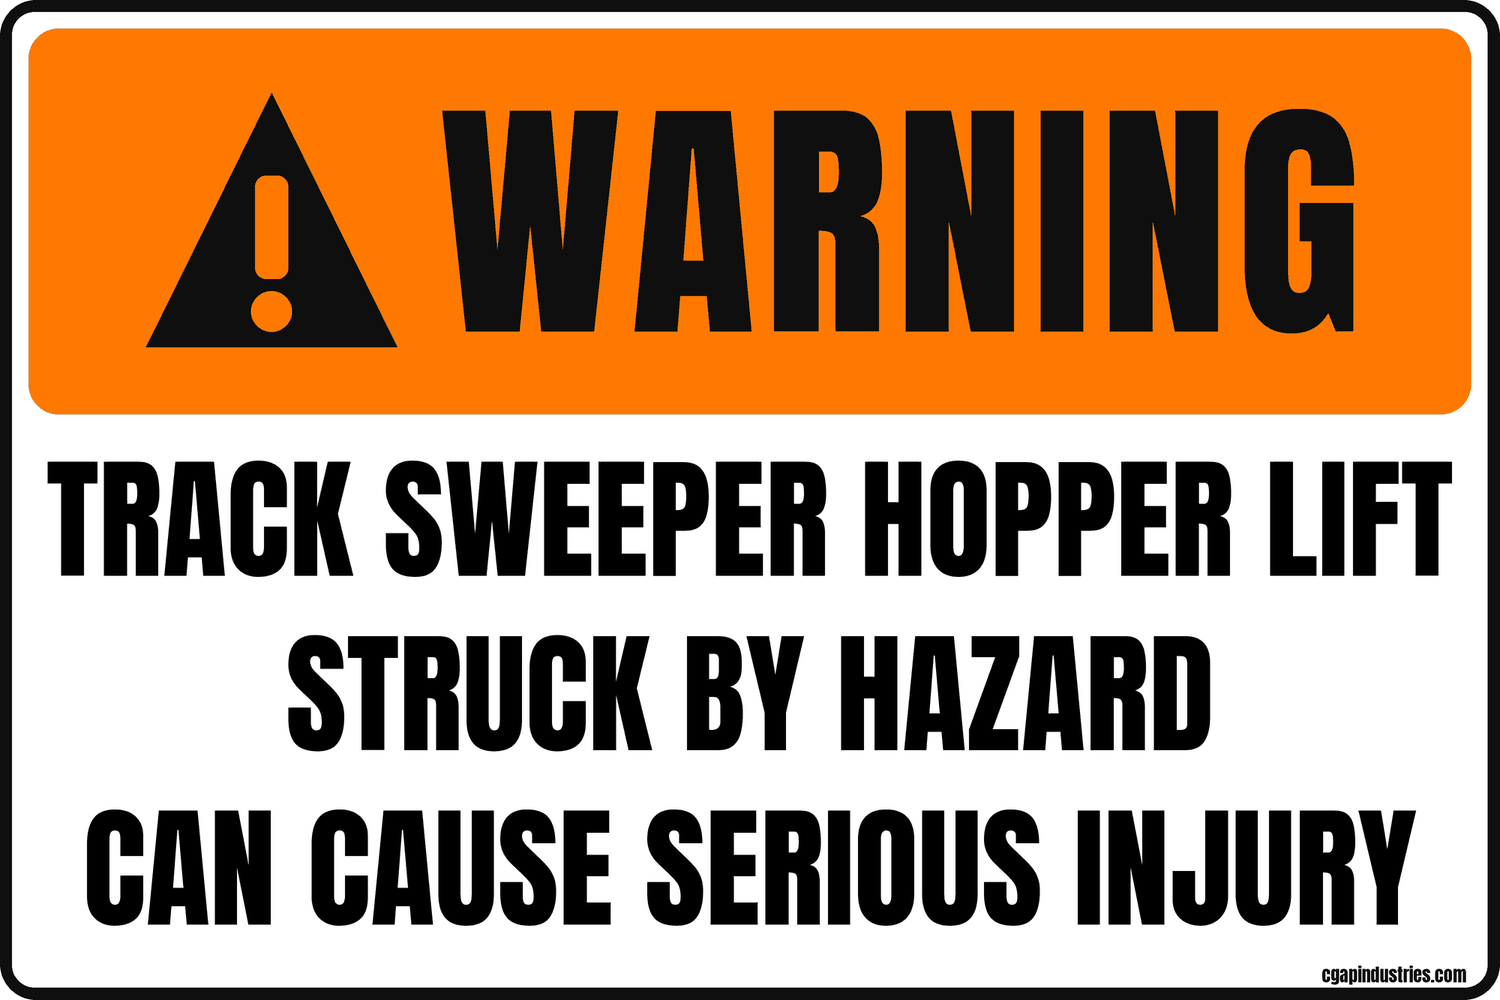 WARNING
TRACK SWEEPER HOPPER LIFT
STRUCK BY HAZARD
CAN CAUSE SERIOUS INJURY
cgapindustries.com